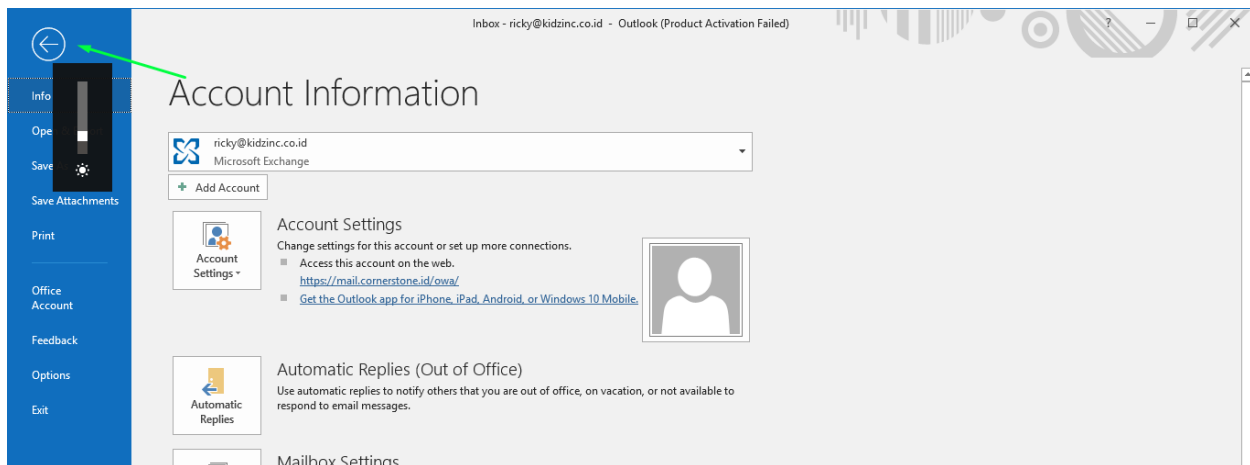 Inbox - ricky@kidzinc.co.id - Outlook (Product Activation Failed)
?
Info
Save Attachments
Print
Office
Account
Feedback
Options
Exit
Account Information
ricky@kidzinc.co.id
Microsoft Exchange
Add Account
Account
Settings
Account Settings
Change settings for this account or set up more connections.
Access this account on the web.
https://mail.cornerstone.id/owa/
Get the Outlook app for iPhone, iPad, Android, or Windows 10 Mobile.
Automatic
Replies
Automatic Replies (Out of Office)
Use automatic replies to notify others that you are out of office, on vacation, or not available to
respond to email messages.
Mailbox Settings